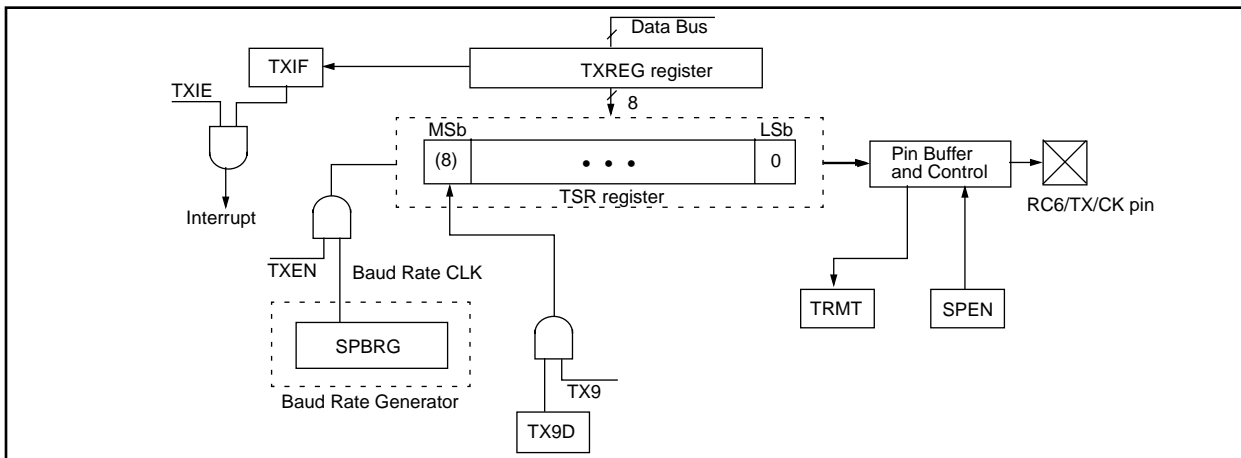 Data Bus
TXIF
TXREG register
TXIE
8
MSb
LSb
(8)
• • •
0
Pin Buffer
and Control
TSR register
Interrupt
RC6/TX/CK pin
TXEN
Baud Rate CLK
TRMT
SPEN
SPBRG
TX9
Baud Rate Generator
TX9D